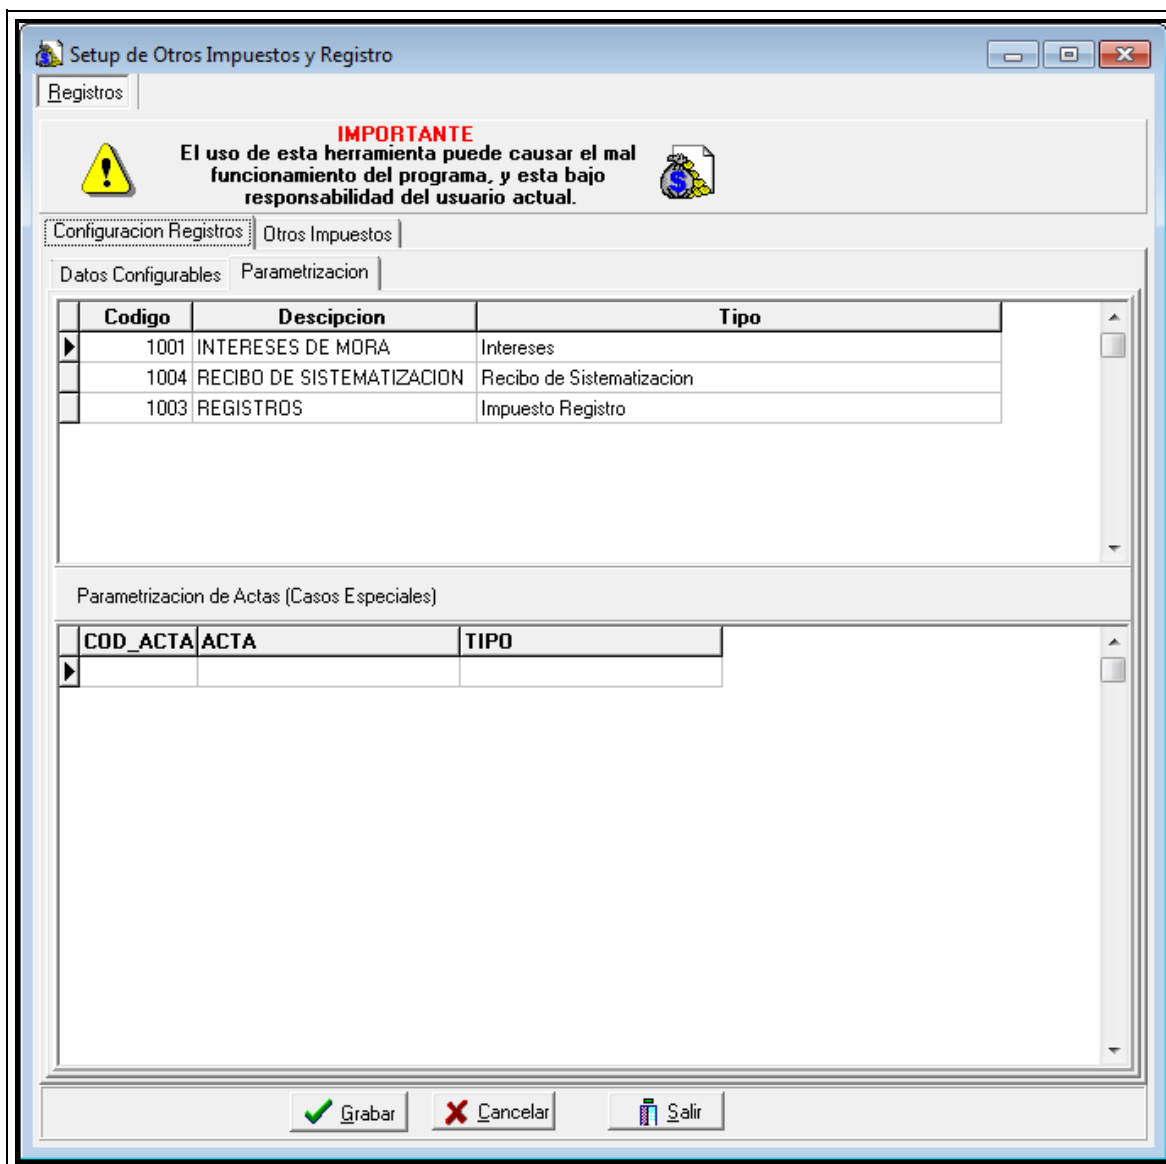 Setup de Otros Impuestos y Registro
Registros
IMPORTANTE
El uso de esta herramienta puede causar el mal
funcionamiento del programa, y esta bajo
responsabilidad del usuario actual.
Configuracion Registros Otros Impuestos
Datos Configurables Parametrizacion
Codigo Descipcion Tipo
1001 INTERESES DE MORA Intereses
1004 RECIBO DE SISTEMATIZACION Recibo de Sistematizacion
1003 REGISTROS Impuesto Registro
Parametrizacion de Actas (Casos Especiales)
COD_ACTA ACTA TIPO
Grabar Cancelar Salir